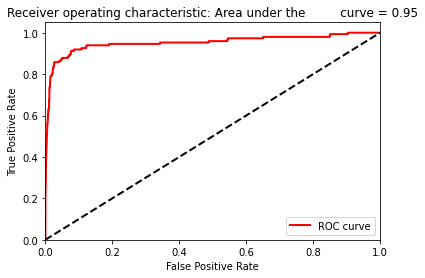 Receiver operating characteristic: Area under the         curve = 0.95
1.0
0.8
0.6
0.4
0.2
0.0
True Positive Rate
ROC curve
0.0 0.2 0.4 0.6 0.8 1.0
False Positive Rate